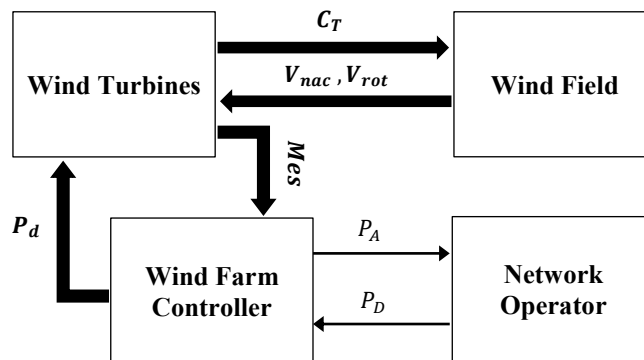 C_T
Wind Turbines
V_nac , V_rot
Wind Field
Mes
P_d
P_A
Wind Farm
Controller
P_D
Network
Operator